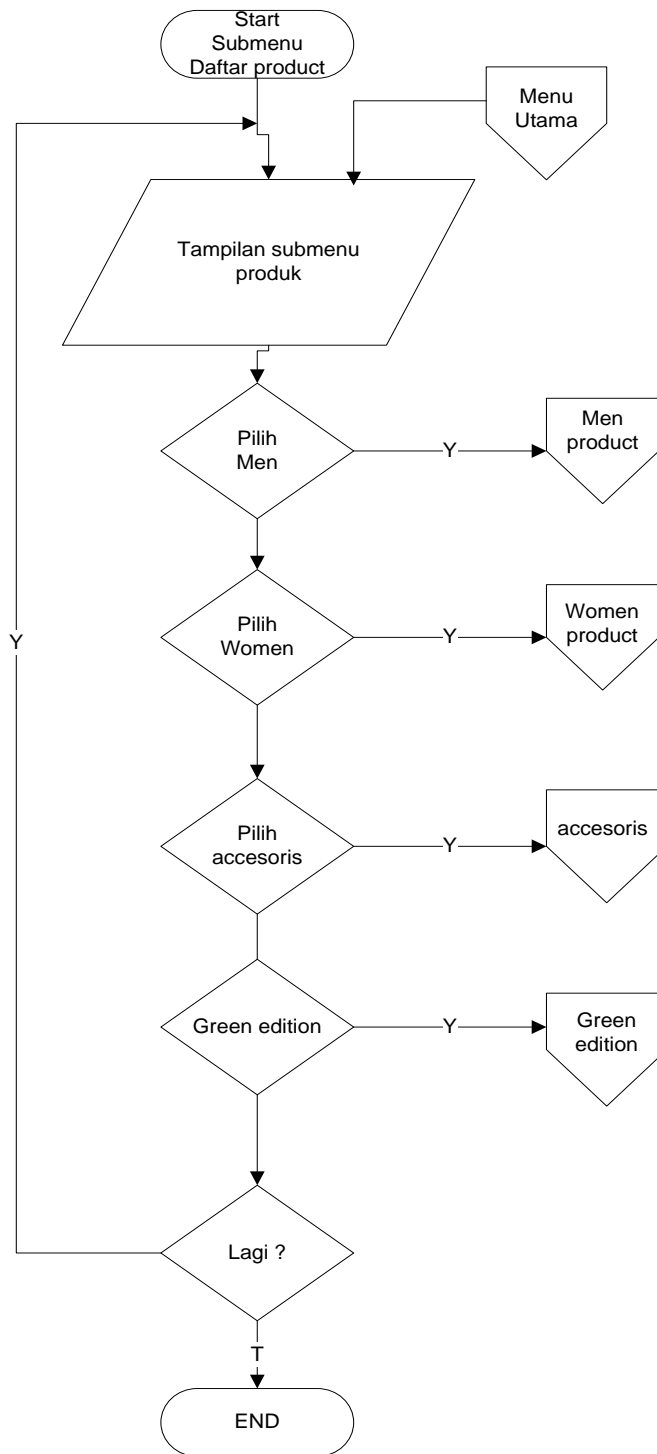 Start
Submenu
Daftar product
Menu
Utama
Tampilan submenu
produk
Pilih
Men
Y
Men
product
Pilih
Women
Y
Women
product
Y
Pilih
accesoris
Y
accesoris
Green edition
Y
Green
edition
Lagi ?
T
END